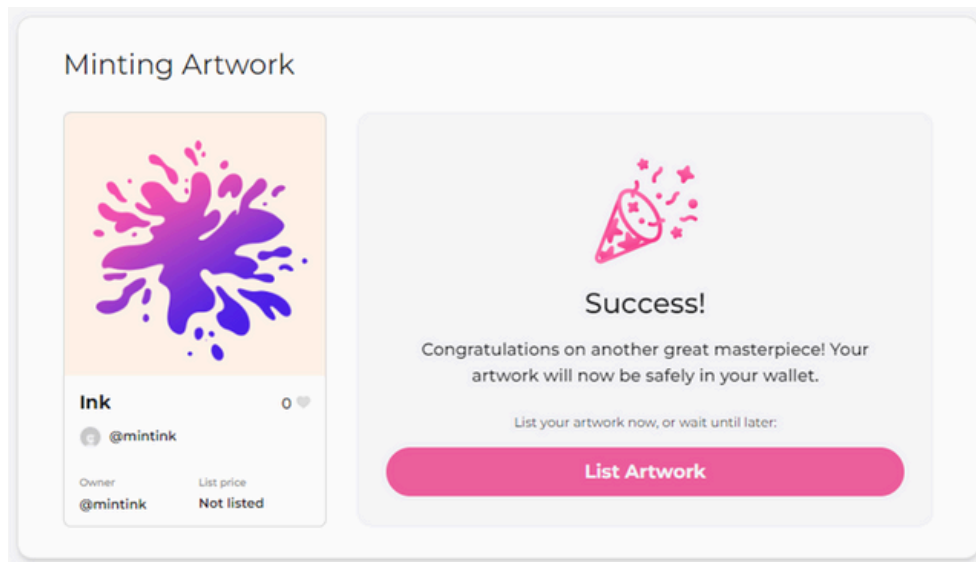 Minting Artwork
Ink
0
@mintink
Owner
List price
@mintink
Not listed
Success!
Congratulations on another great masterpiece! Your
artwork will now be safely in your wallet.
List your artwork now, or wait until later:
List Artwork